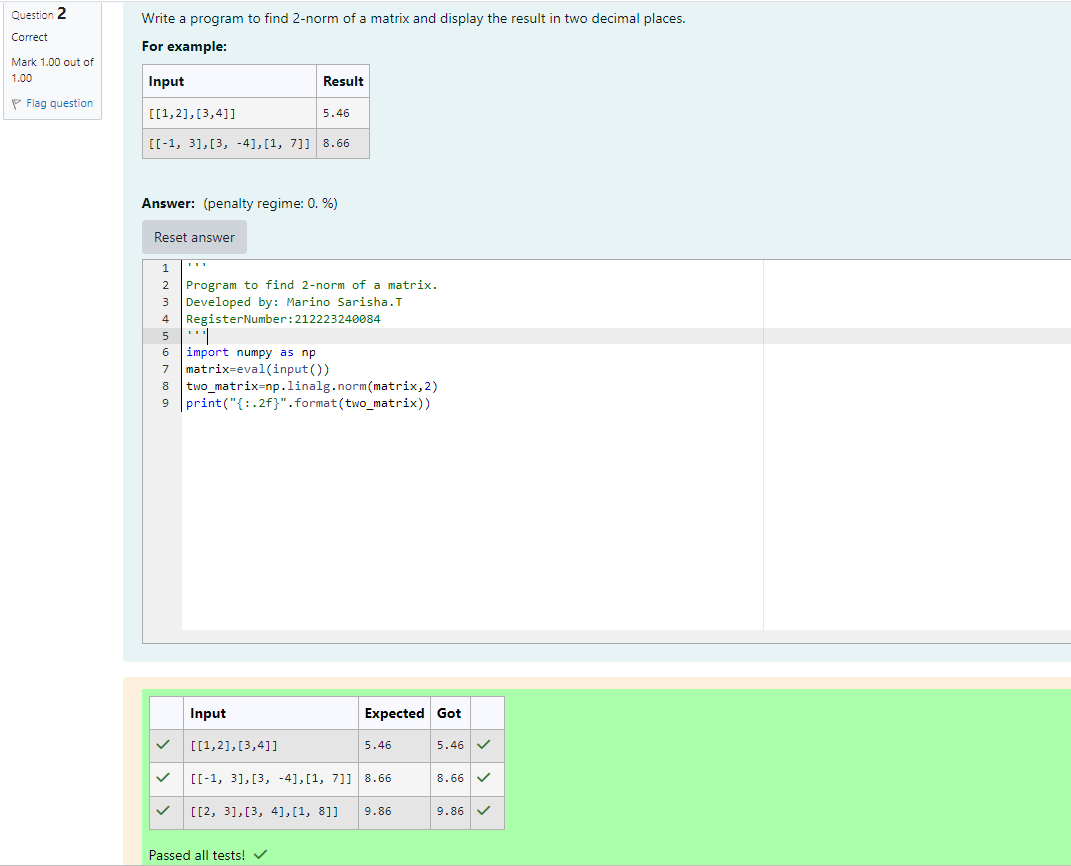 Question 2
Correct
Mark 1.00 out of
1.00
Flag question
Write a program to find 2-norm of a matrix and display the result in two decimal places.
For example:
Input Result
[[1,2],[3,4]] 5.46
[[-1, 3],[3, -4],[1, 7]] 8.66
Answer: (penalty regime: 0. %)
Reset answer
1 '''
2 Program to find 2-norm of a matrix.
3 Developed by: Marino Sarisha.T
4 RegisterNumber:212223240084
5 '''
6 import numpy as np
7 matrix=eval(input())
8 two_matrix=np.linalg.norm(matrix,2)
9 print("{:.2f}".format(two_matrix))
Input Expected Got
[[1,2],[3,4]] 5.46 5.46
[[-1, 3],[3, -4],[1, 7]] 8.66 8.66
[[2, 3],[3, 4],[1, 8]] 9.86 9.86
Passed all tests!